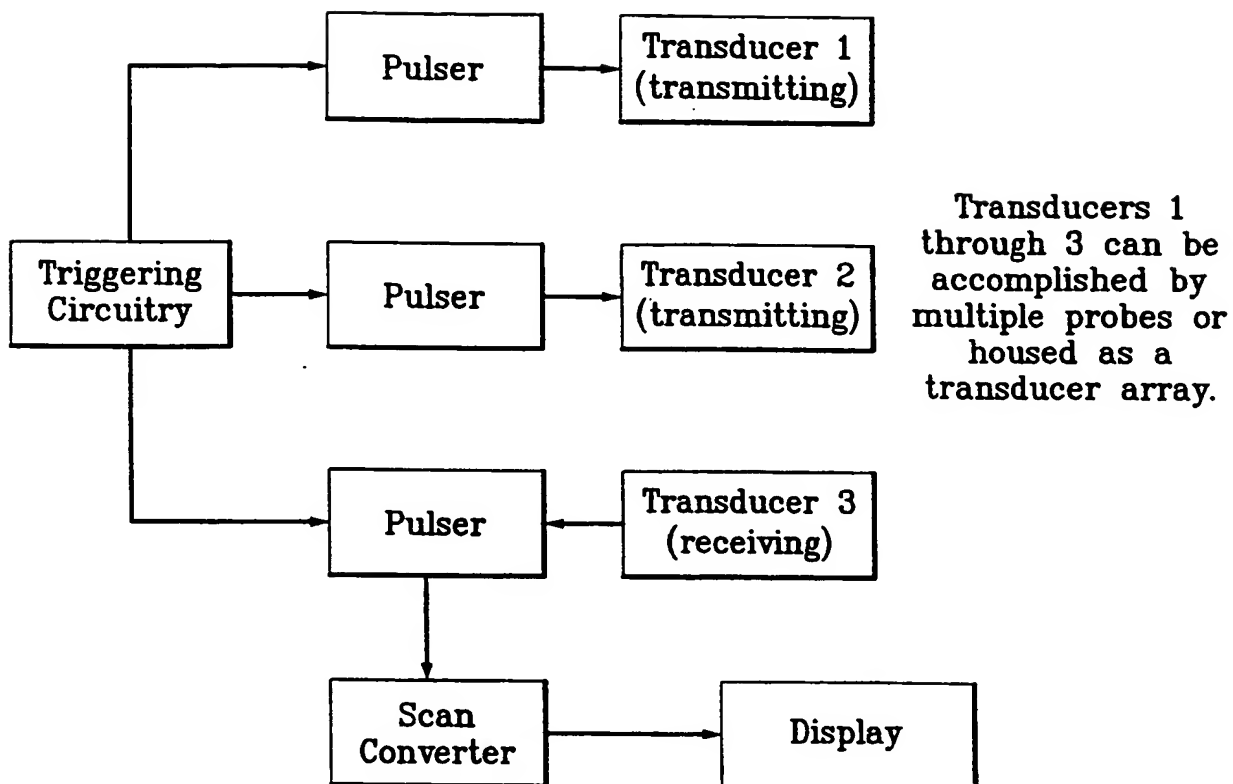 Pulser
Transducer 1
(transmitting)
Triggering
Circuitry
Pulser
Transducer 2
(transmitting)
Transducers 1
through 3 can be
accomplished by
multiple probes or
housed as a
transducer array.
Pulser
Transducer 3
(receiving)
Scan
Converter
Display